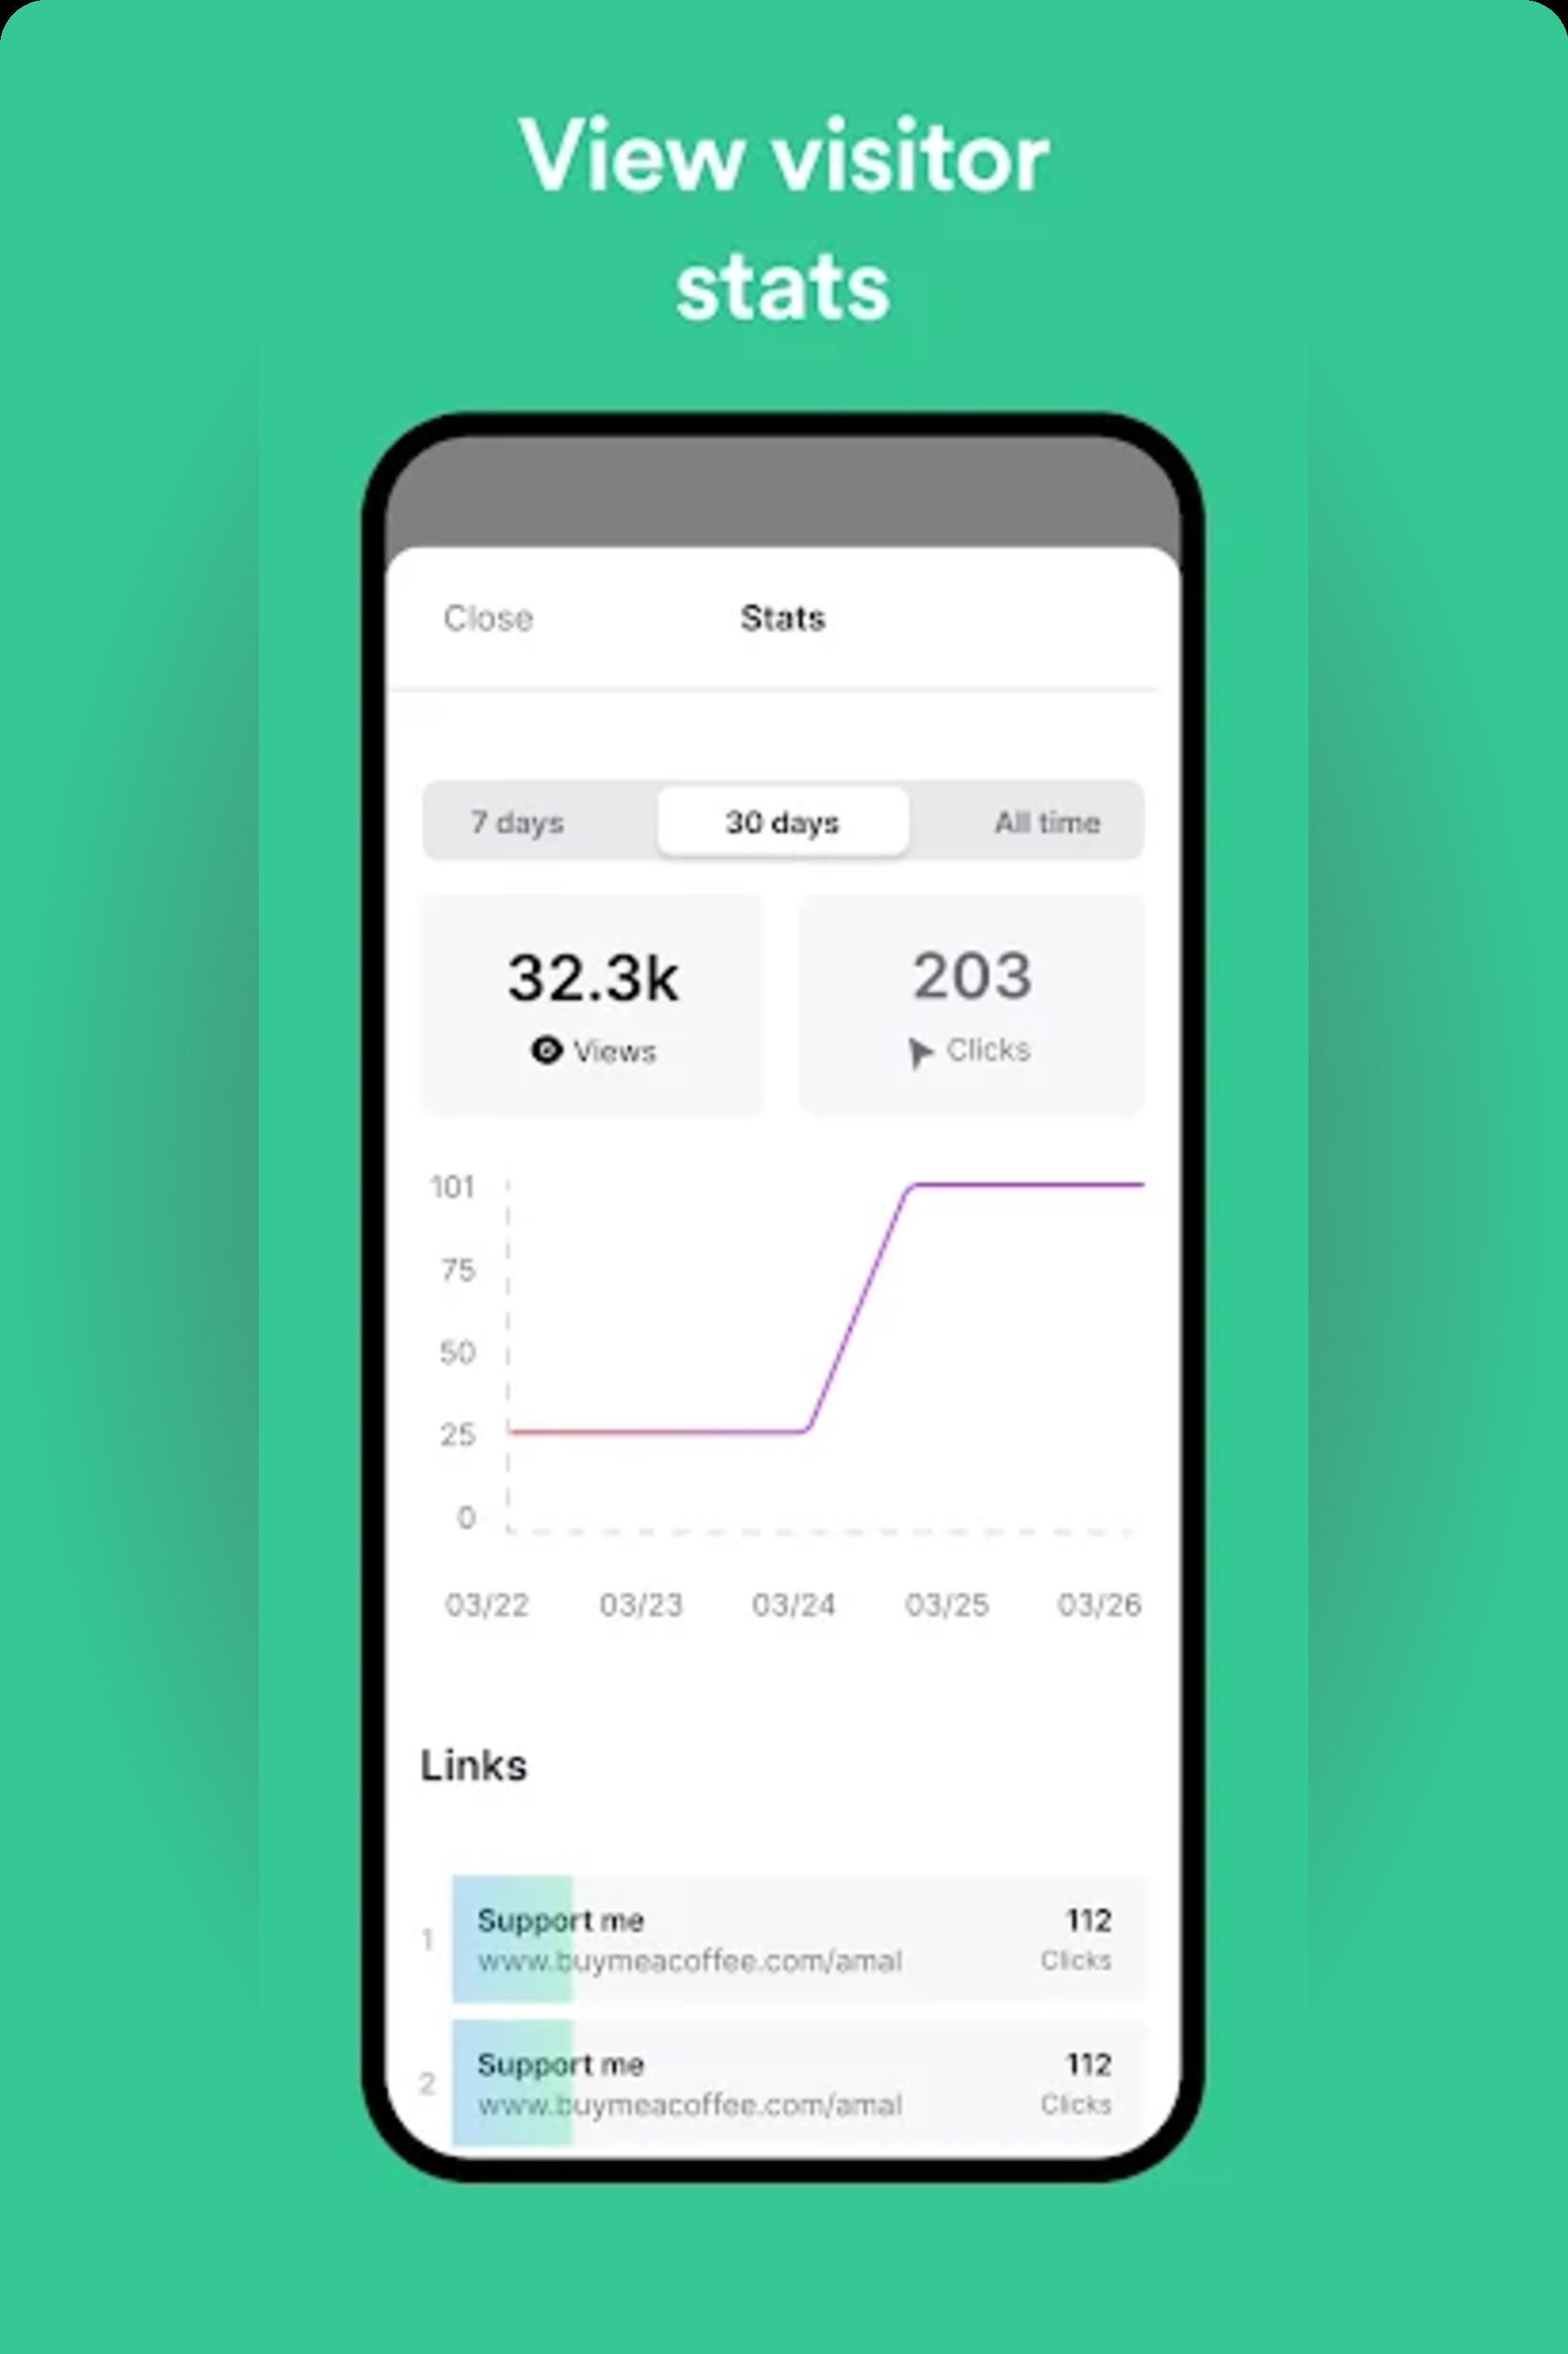 View visitor
stats
Close
Stats
7 days
30 days
All time
32.3k
Views
203
Clicks
101
75
50
25
0
03/22
03/23
03/24
03/25
03/26
Links
1
Support me
www.buymeacoffee.com/amal
112
Clicks
2
Support me
www.buymeacoffee.com/amal
112
Clicks